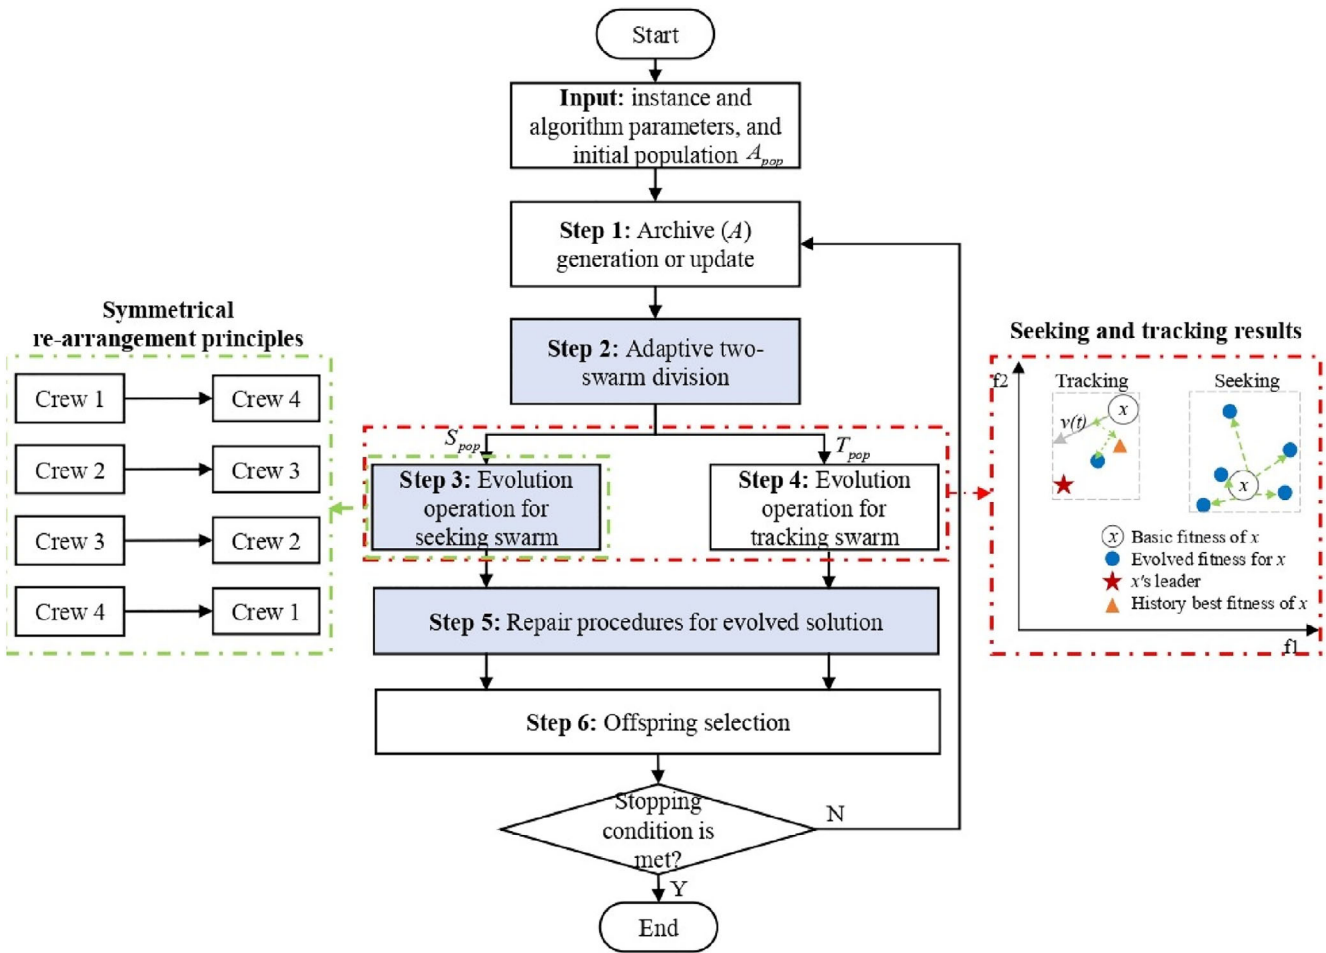 Start
Input: instance and
algorithm parameters, and
initial population A_pop
Step 1: Archive (A)
generation or update
Step 2: Adaptive two-
swarm division
S_pop
T_pop
Step 3: Evolution
operation for
seeking swarm
Step 4: Evolution
operation for
tracking swarm
Step 5: Repair procedures for evolved solution
Step 6: Offspring selection
Stopping
condition is
met?
N
Y
End
Symmetrical
re-arrangement principles
Crew 1
Crew 4
Crew 2
Crew 3
Crew 3
Crew 2
Crew 4
Crew 1
Seeking and tracking results
f2
Tracking
Seeking
x
v(t)
x
x Basic fitness of x
Evolved fitness for x
x's leader
History best fitness of x
f1